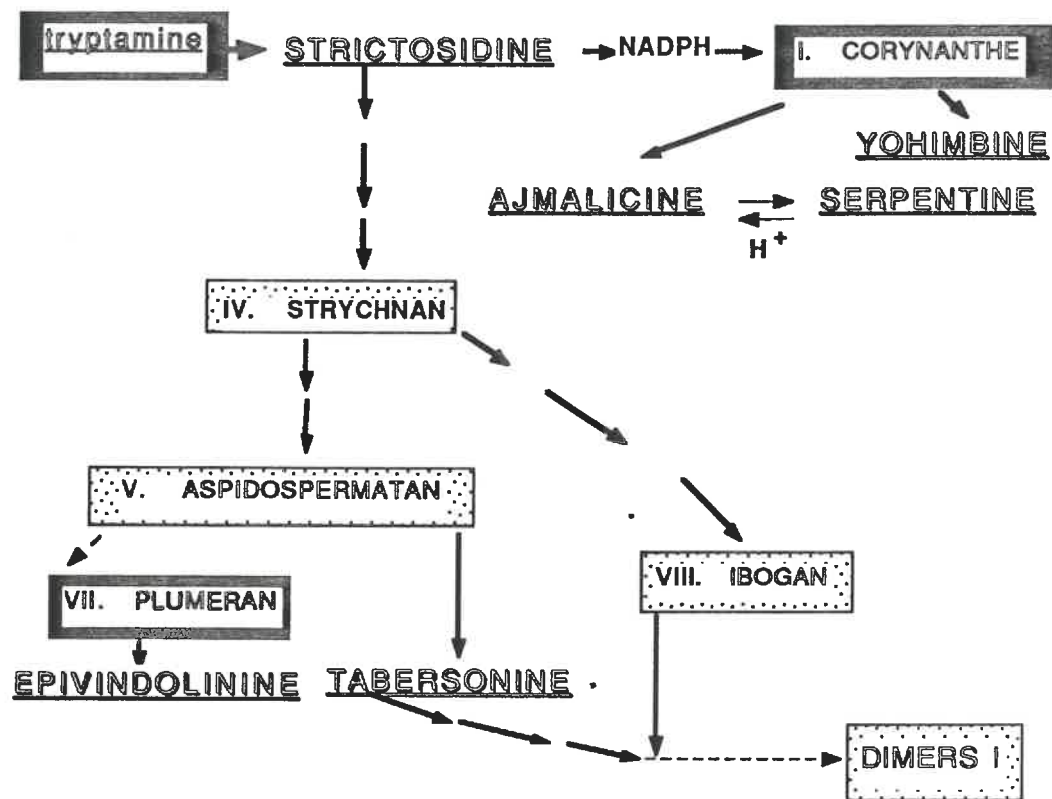 tryptamine
STRICTOSIDINE
NADPH
I. CORYNANTHE
YOHIMBINE
AJMALICINE
SERPENTINE
H+
IV. STRYCHNAN
V. ASPIDOSPERMATAN
VIII. IBOGAN
VII. PLUMERAN
EPIVINDOLININE
TABERSONINE
DIMERS I